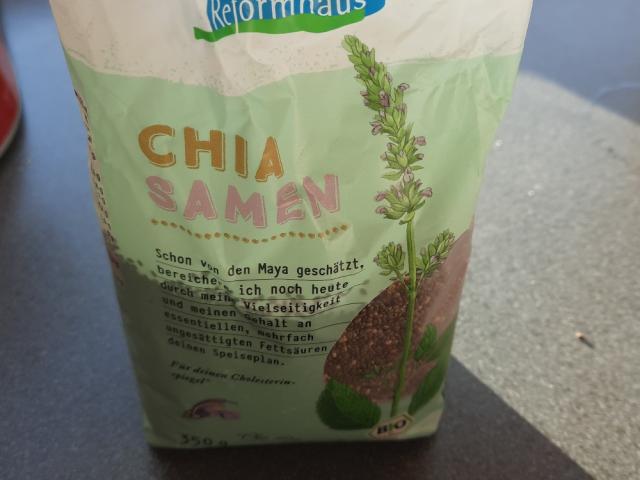 Reformhaus
CHIA
SAMEN
Schon von den Maya geschätzt,
bereichere ich noch heute
durch meine Vielseitigkeit
und meinen Gehalt an
essentiellen, mehrfach
ungesättigten Fettsäuren
deinen Speiseplan.
Für deinen Cholesterin-
spiegel*
350 g
BIO